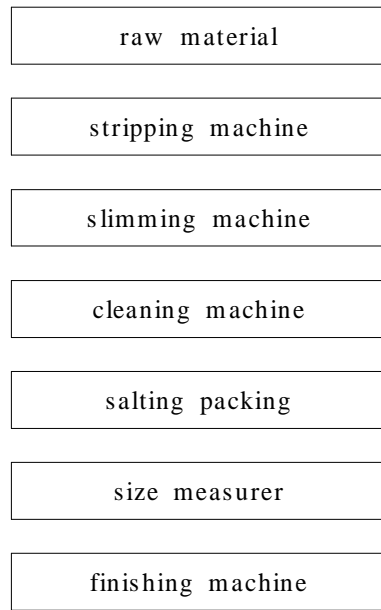 raw material
stripping machine
slimming machine
cleaning machine
salting packing
size measurer
finishing machine